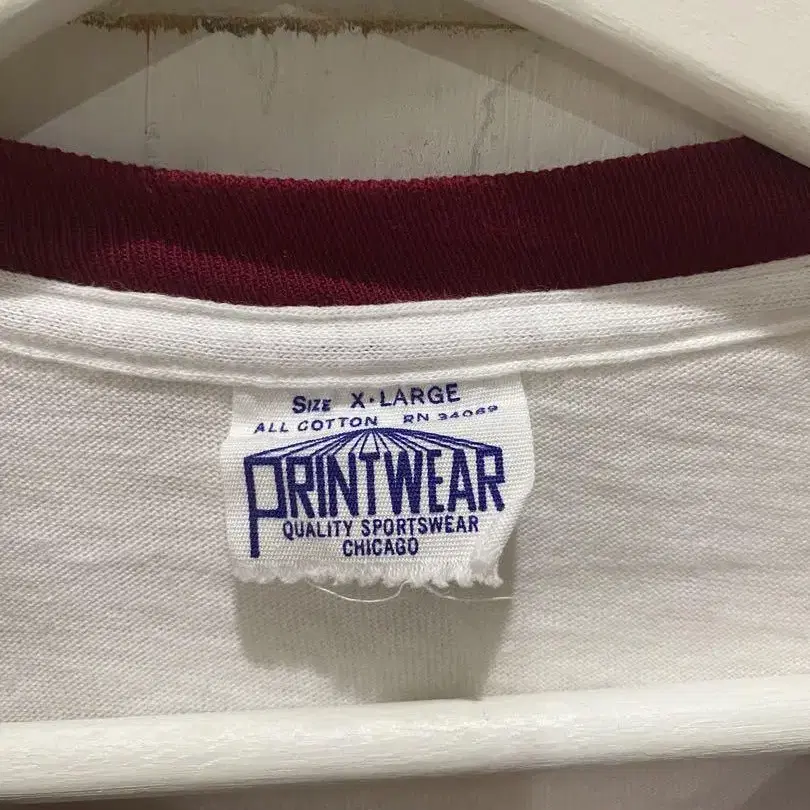 SIZE X-LARGE
ALL COTTON RN 34069
PRINTWEAR
QUALITY SPORTSWEAR
CHICAGO